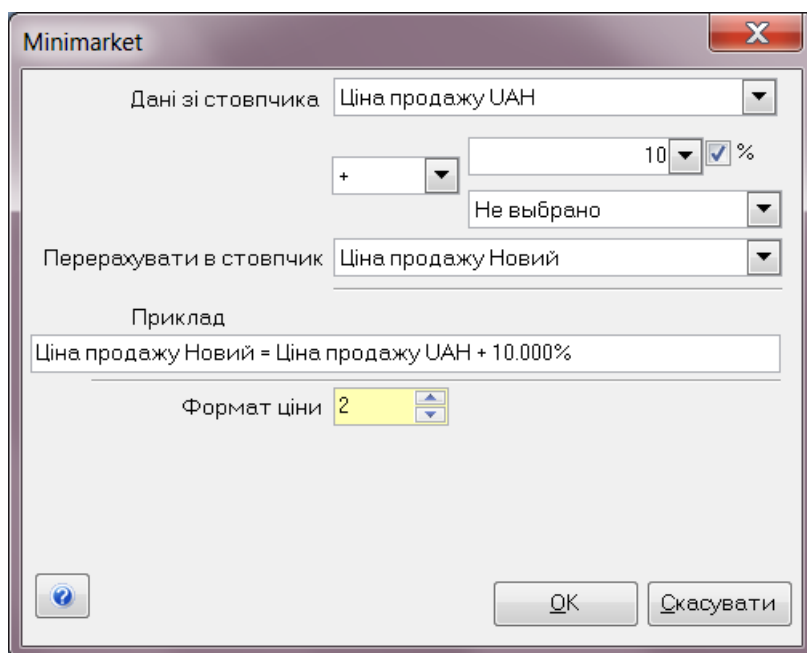 Minimarket
Дані зі стовпчика Ціна продажу UAH
10 %
+
Не выбрано
Перерахувати в стовпчик Ціна продажу Новий
Приклад
Ціна продажу Новий = Ціна продажу UAH + 10.000%
Формат ціни 2
? OK Скасувати